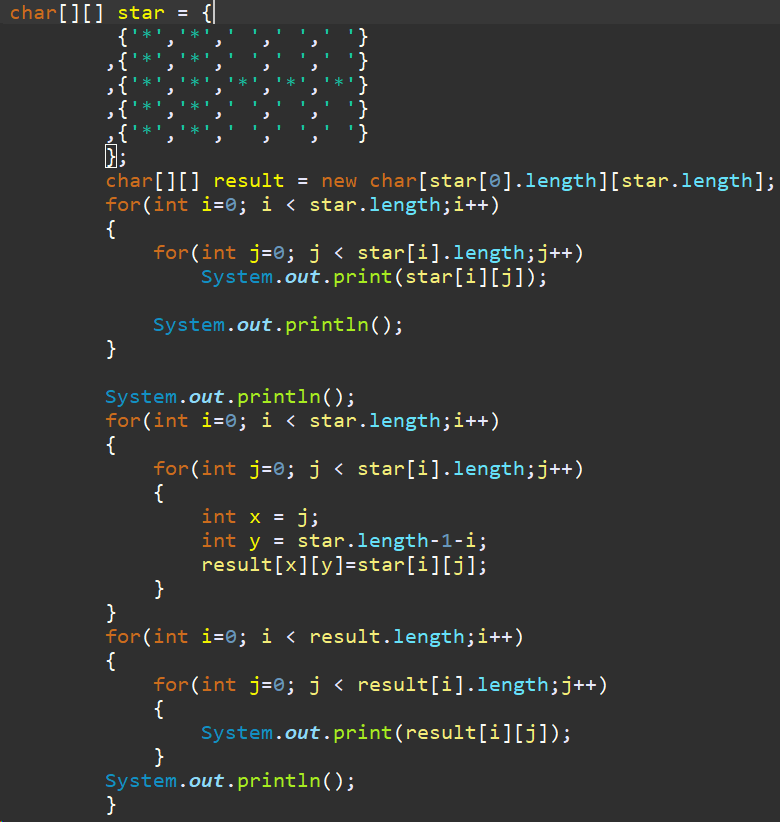 char[][] star = {
{'*','*',' ',' ',' '}
,{'*','*',' ',' ',' '}
,{'*','*','*','*','*'}
,{'*','*',' ',' ',' '}
,{'*','*',' ',' ',' '}
};
char[][] result = new char[star[0].length][star.length];
for(int i=0; i < star.length;i++)
{
for(int j=0; j < star[i].length;j++)
System.out.print(star[i][j]);
System.out.println();
}
System.out.println();
for(int i=0; i < star.length;i++)
{
for(int j=0; j < star[i].length;j++)
{
int x = j;
int y = star.length-1-i;
result[x][y]=star[i][j];
}
}
for(int i=0; i < result.length;i++)
{
for(int j=0; j < result[i].length;j++)
{
System.out.print(result[i][j]);
}
System.out.println();
}